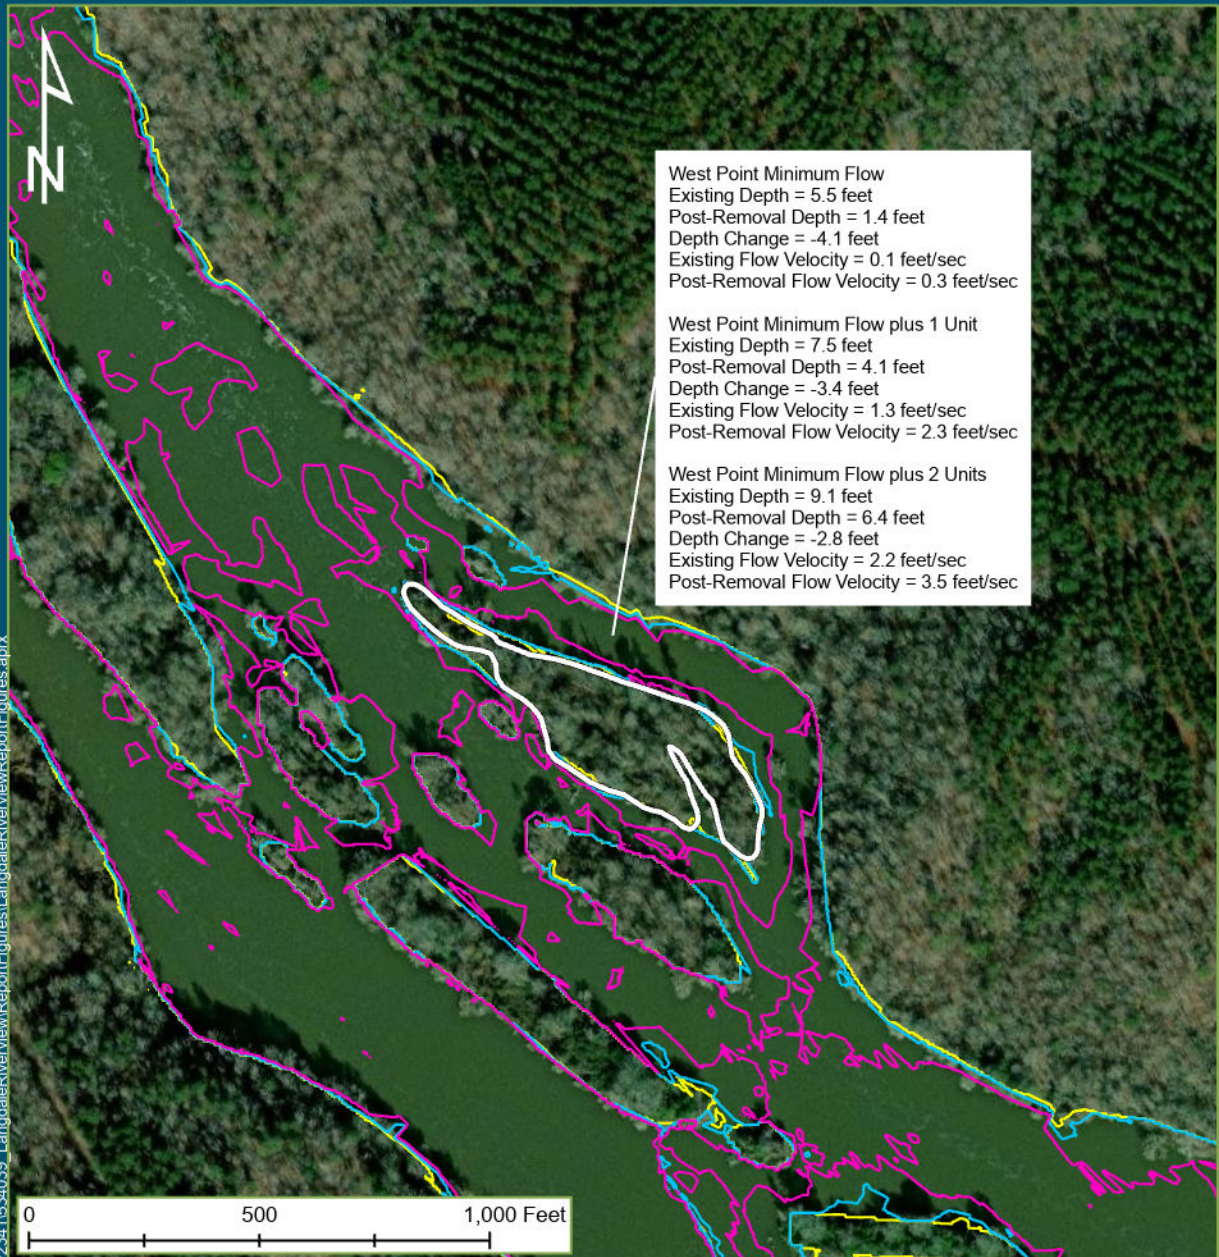 N
West Point Minimum Flow
Existing Depth = 5.5 feet
Post-Removal Depth = 1.4 feet
Depth Change = -4.1 feet
Existing Flow Velocity = 0.1 feet/sec
Post-Removal Flow Velocity = 0.3 feet/sec
West Point Minimum Flow plus 1 Unit
Existing Depth = 7.5 feet
Post-Removal Depth = 4.1 feet
Depth Change = -3.4 feet
Existing Flow Velocity = 1.3 feet/sec
Post-Removal Flow Velocity = 2.3 feet/sec
West Point Minimum Flow plus 2 Units
Existing Depth = 9.1 feet
Post-Removal Depth = 6.4 feet
Depth Change = -2.8 feet
Existing Flow Velocity = 2.2 feet/sec
Post-Removal Flow Velocity = 3.5 feet/sec
0 500 1,000 Feet